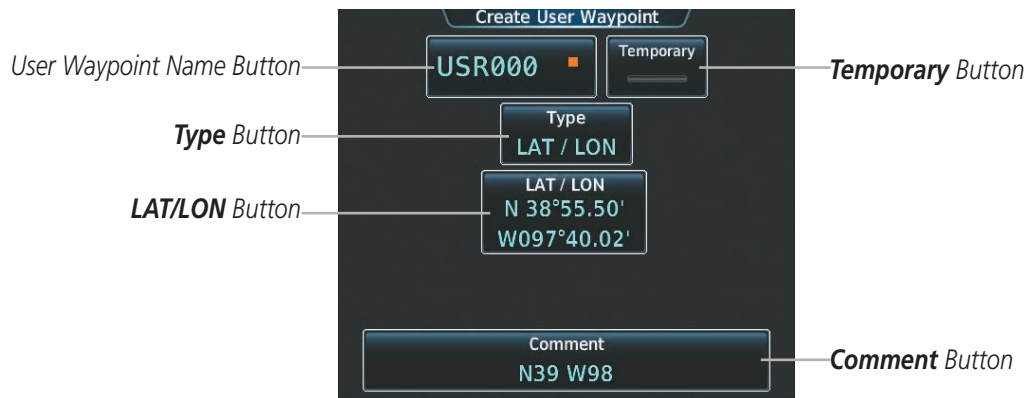 Create User Waypoint
User Waypoint Name Button
USR000
Temporary
Temporary Button
Type Button
Type
LAT / LON
LAT/LON Button
LAT / LON
N 38°55.50'
W097°40.02'
Comment
N39 W98
Comment Button